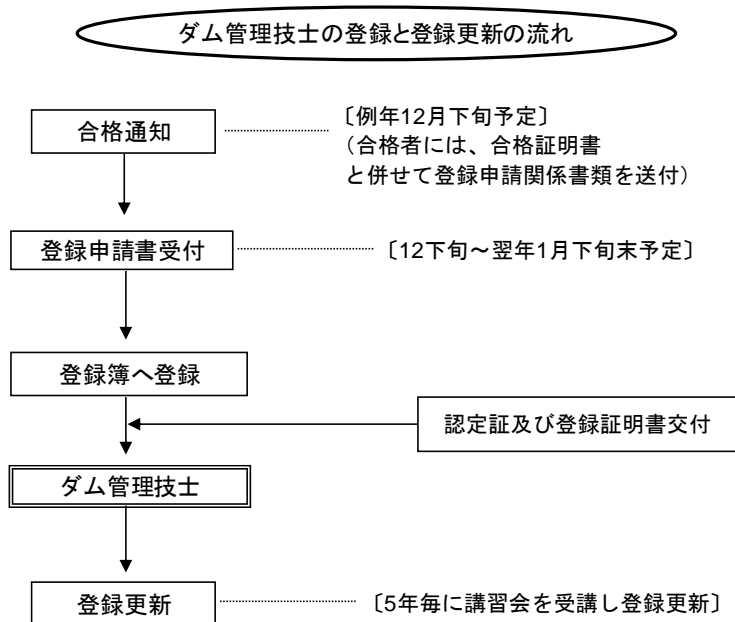 ダム管理技士の登録と登録更新の流れ
合格通知
〔例年12月下旬予定〕
（合格者には、合格証明書
と併せて登録申請関係書類を送付）
登録申請書受付
〔12下旬～翌年1月下旬末予定〕
登録簿へ登録
認定証及び登録証明書交付
ダム管理技士
登録更新
〔5年毎に講習会を受講し登録更新〕